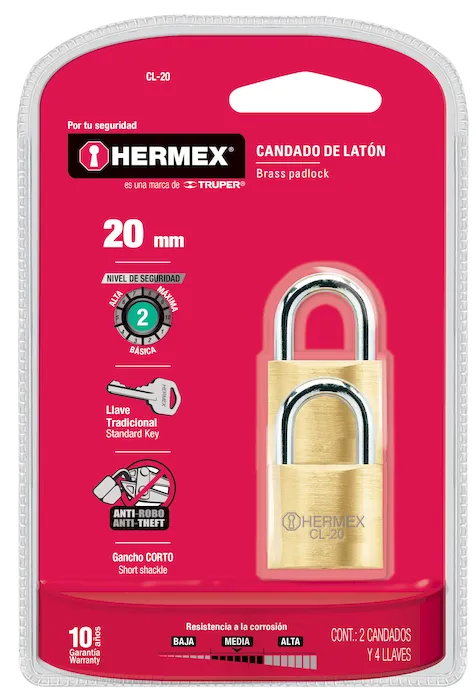 CL-20
Por tu seguridad
HERMEX®
CANDADO DE LATÓN
Brass padlock
es una marca de TRUPER®
20 mm
NIVEL DE SEGURIDAD
ALTA
MÁXIMA
2
BÁSICA
HERMEX
Llave
Tradicional
Standard Key
ANTI-ROBO
ANTI-THEFT
HERMEX
CL-20
Gancho CORTO
Short shackle
10 años
Garantía
Warranty
Resistencia a la corrosión
BAJA MEDIA ALTA
CONT.: 2 CANDADOS
Y 4 LLAVES